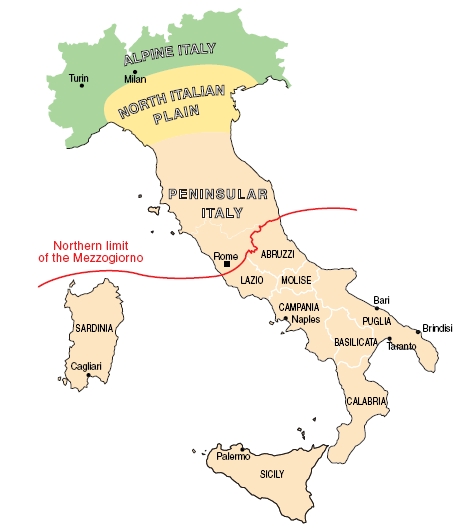 ALPINE ITALY
Turin
Milan
NORTH ITALIAN
PLAIN
PENINSULAR
ITALY
Northern limit
of the Mezzogiorno
Rome
ABRUZZI
LAZIO
MOLISE
CAMPANIA
Naples
Bari
PUGLIA
Brindisi
BASILICATA
Taranto
SARDINIA
Cagliari
CALABRIA
Palermo
SICILY